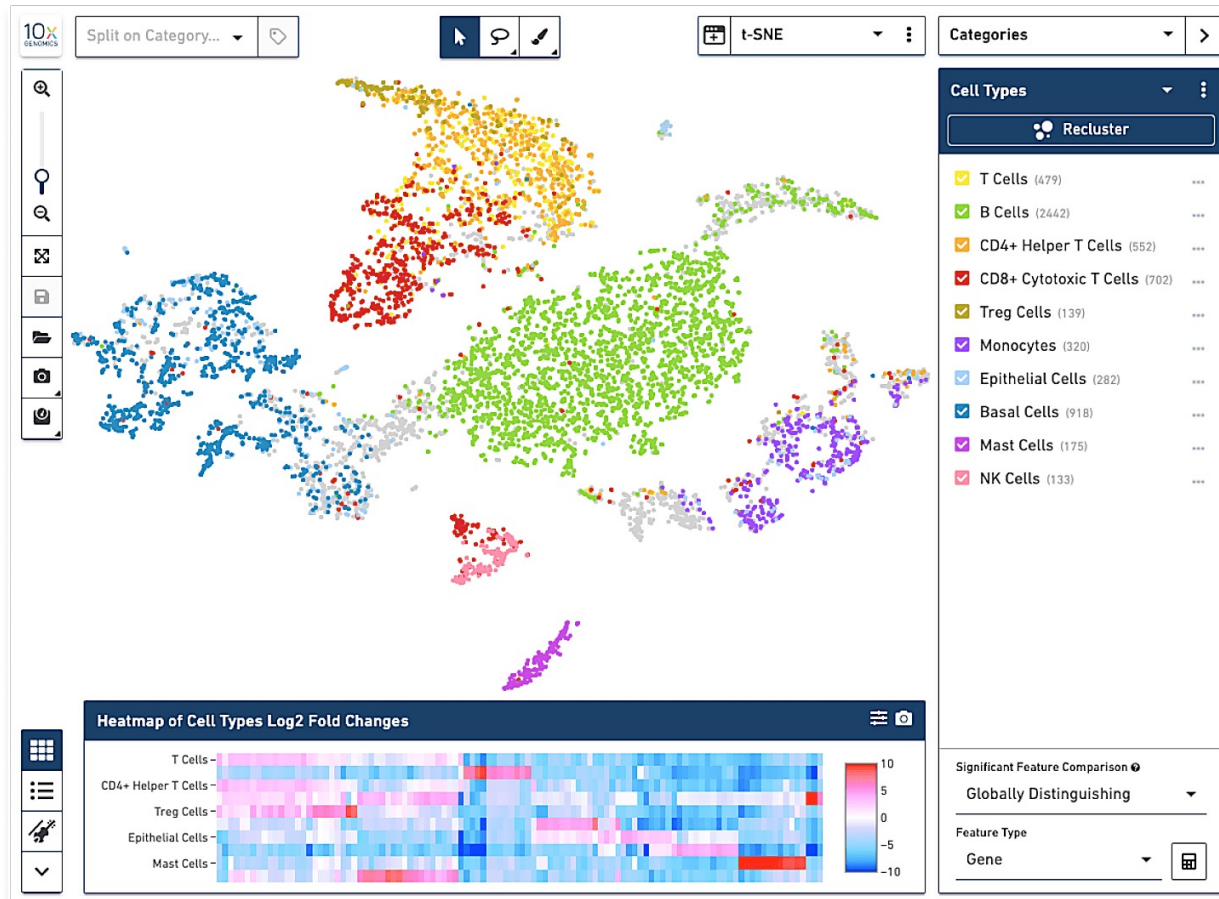 10x
GENOMICS
Split on Category...
t-SNE
Categories
Cell Types
Recluster
T Cells (479)
B Cells (2442)
CD4+ Helper T Cells (552)
CD8+ Cytotoxic T Cells (702)
Treg Cells (139)
Monocytes (320)
Epithelial Cells (282)
Basal Cells (918)
Mast Cells (175)
NK Cells (133)
Heatmap of Cell Types Log2 Fold Changes
T Cells
CD4+ Helper T Cells
Treg Cells
Epithelial Cells
Mast Cells
10
5
0
−5
−10
Significant Feature Comparison
Globally Distinguishing
Feature Type
Gene